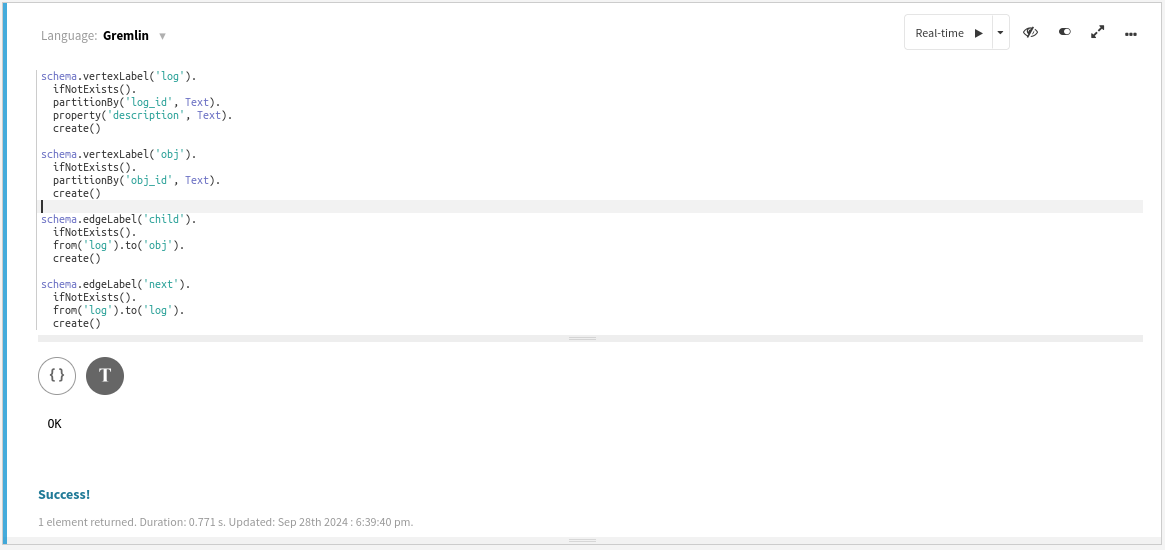 Language: Gremlin
Real-time
schema.vertexLabel('log').
ifNotExists().
partitionBy('log_id', Text).
property('description', Text).
create()
schema.vertexLabel('obj').
ifNotExists().
partitionBy('obj_id', Text).
create()
schema.edgeLabel('child').
ifNotExists().
from('log').to('obj').
create()
schema.edgeLabel('next').
ifNotExists().
from('log').to('log').
create()
{} T
OK
Success!
1 element returned. Duration: 0.771 s. Updated: Sep 28th 2024 : 6:39:40 pm.